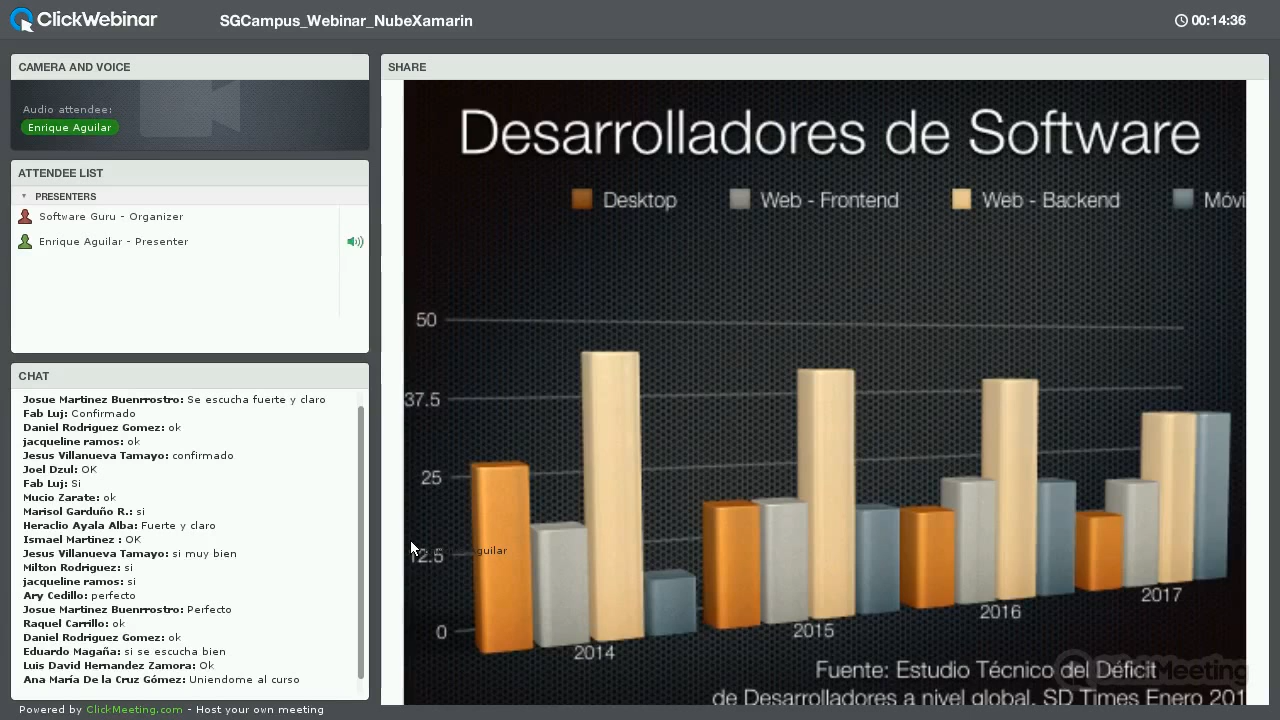 ClickWebinar
SGCampus_Webinar_NubeXamarin
00:14:36
CAMERA AND VOICE
Audio attendee:
Enrique Aguilar
ATTENDEE LIST
PRESENTERS
Software Guru - Organizer
Enrique Aguilar - Presenter
CHAT
Josue Martinez Buenrrostro: Se escucha fuerte y claro
Fab Luj: Confirmado
Daniel Rodriguez Gomez: ok
jacqueline ramos: ok
Jesus Villanueva Tamayo: confirmado
Joel Dzul: OK
Fab Luj: Si
Mucio Zarate: ok
Marisol Garduño R.: si
Heraclio Ayala Alba: Fuerte y claro
Ismael Martinez : OK
Jesus Villanueva Tamayo: si muy bien
Milton Rodriguez: si
jacqueline ramos: si
Ary Cedillo: perfecto
Josue Martinez Buenrrostro: Perfecto
Raquel Carrillo: ok
Daniel Rodriguez Gomez: ok
Eduardo Magaña: si se escucha bien
Luis David Hernandez Zamora: Ok
Ana María De la Cruz Gómez: Uniéndome al curso
Powered by ClickMeeting.com - Host your own meeting
SHARE
Desarrolladores de Software
Desktop Web - Frontend Web - Backend Móvi
50
37.5
25
12.5
0
2014
2015
2016
2017
Fuente: Estudio Técnico del Déficit
de Desarrolladores a nivel global. SD Times Enero 201